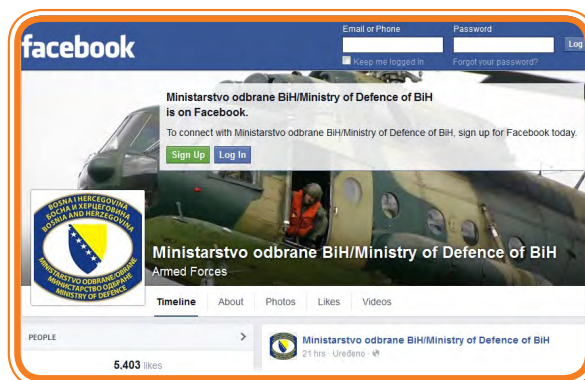 facebook
Email or Phone
Password
Log
Keep me logged in
Forgot your password?
Ministarstvo odbrane BiH/Ministry of Defence of BiH
is on Facebook.
To connect with Ministarstvo odbrane BiH/Ministry of Defence of BiH, sign up for Facebook today.
Sign Up
Log In
BOSNA I HERCEGOVINA
БОСНА И ХЕРЦЕГОВИНА
BOSNIA AND HERZEGOVINA
MINISTARSTVO ODBRANE/OBRANE
МИНИСТАРСТВО ОДБРАНЕ
MINISTRY OF DEFENCE
Ministarstvo odbrane BiH/Ministry of Defence of BiH
Armed Forces
Timeline
About
Photos
Likes
Videos
PEOPLE
5,403 likes
Ministarstvo odbrane BiH/Ministry of Defence of BiH
21 hrs · Uređeno ·